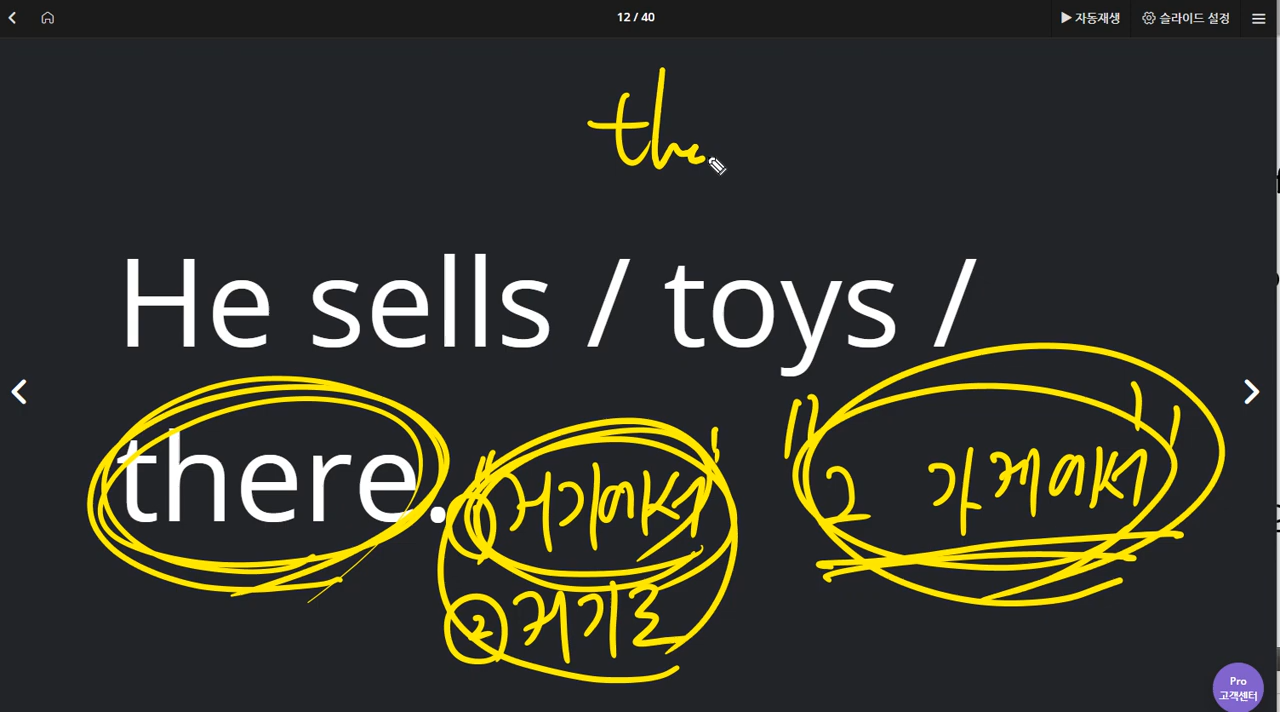 12 / 40
자동재생
슬라이드 설정
the
He sells / toys /
there.
① 거기에서
그 가게에서
② 거기로
Pro
고객센터